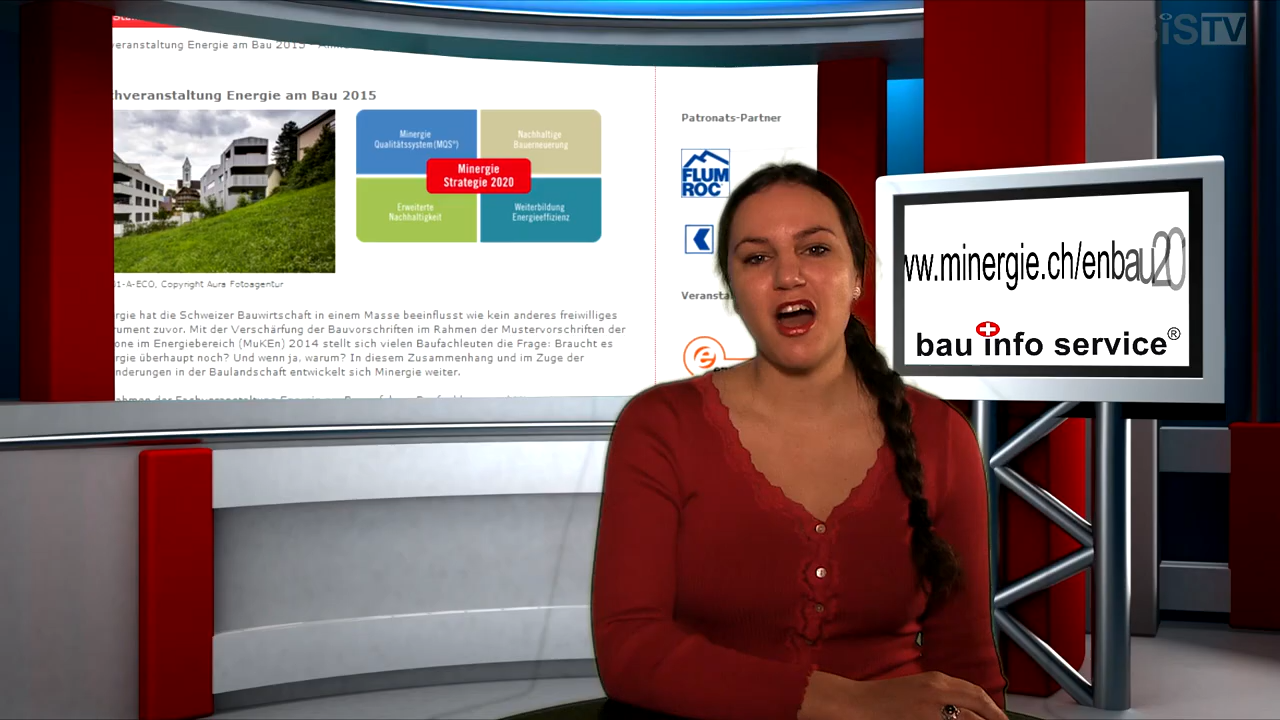 BiSTV
veranstaltung Energie am Bau 2015 -
chveranstaltung Energie am Bau 2015
Minergie
Qualitätssystem (MQS®)
Nachhaltige
Bauerneuerung
Minergie
Strategie 2020
Erweiterte
Nachhaltigkeit
Weiterbildung
Energieeffizienz
Patronats-Partner
FLUM
ROC
Veransta
e
-A-ECO, Copyright Aura Fotoagentur
rgie hat die Schweizer Bauwirtschaft in einem Masse beeinflusst wie kein anderes freiwilliges
rument zuvor. Mit der Verschärfung der Bauvorschriften im Rahmen der Mustervorschriften der
one im Energiebereich (MuKEn) 2014 stellt sich vielen Baufachleuten die Frage: Braucht es
rgie überhaupt noch? Und wenn ja, warum? In diesem Zusammenhang und im Zuge der
nderungen in der Baulandschaft entwickelt sich Minergie weiter.
ww.minergie.ch/enbau20
bau info service®